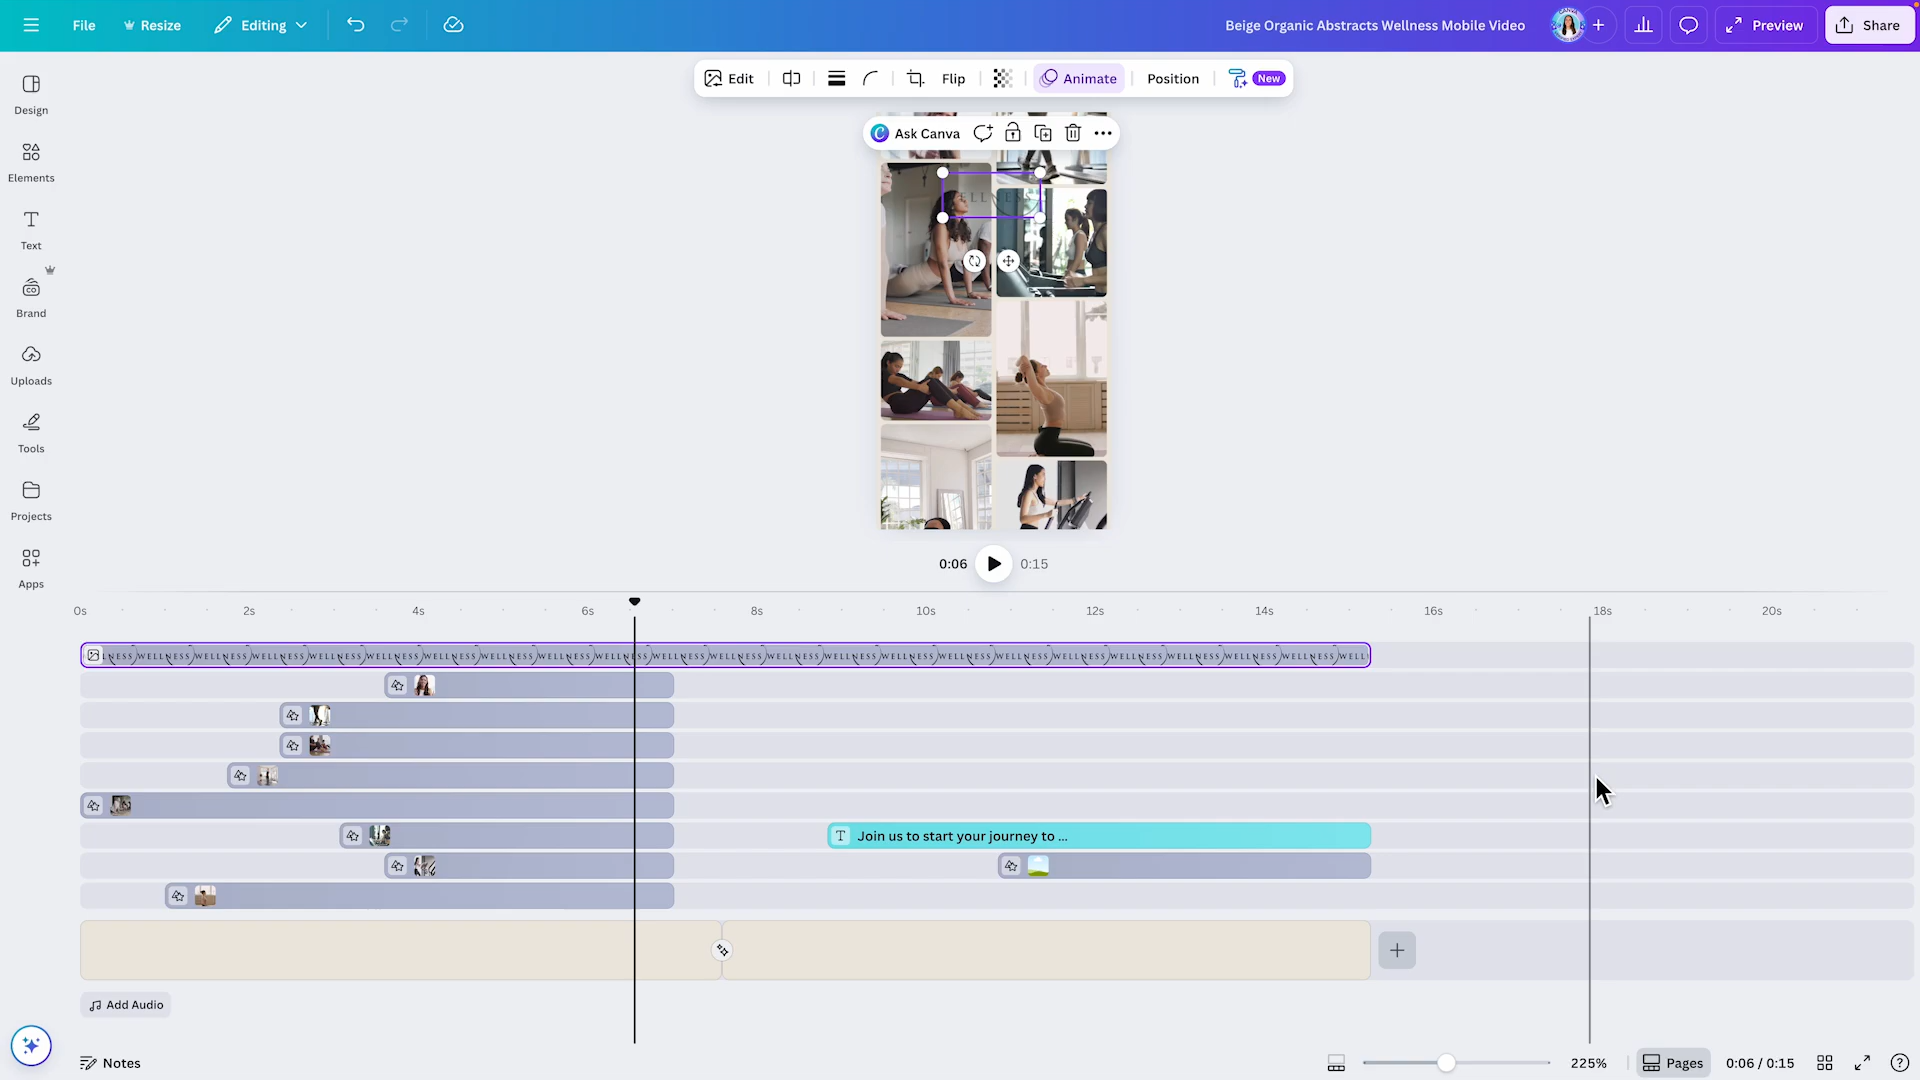 File
Resize
Editing
Beige Organic Abstracts Wellness Mobile Video
Preview
Share
Edit
Flip
Animate
Position
New
Ask Canva
Design
Elements
Text
Brand
Uploads
Tools
Projects
Apps
0:06
0:15
0s 2s 4s 6s 8s 10s 12s 14s 16s 18s 20s
LNESS WELLNESS WELLNESS WELLNESS WELLNESS WELLNESS WELLNESS WELLNESS WELLNESS WELLNESS WELLNESS WELLNESS WELLNESS WELLNESS WELLNESS WELLNESS WELLNESS WELLNESS WELLNESS WELLNESS WELLNESS WELLNESS WELL
Join us to start your journey to ...
Add Audio
Notes
225%
Pages
0:06 / 0:15